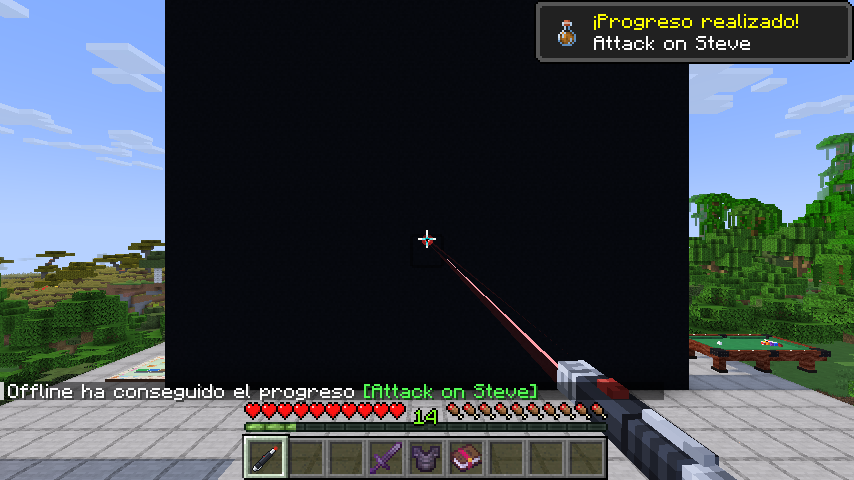 ¡Progreso realizado!
Attack on Steve
Offline ha conseguido el progreso [Attack on Steve]
14